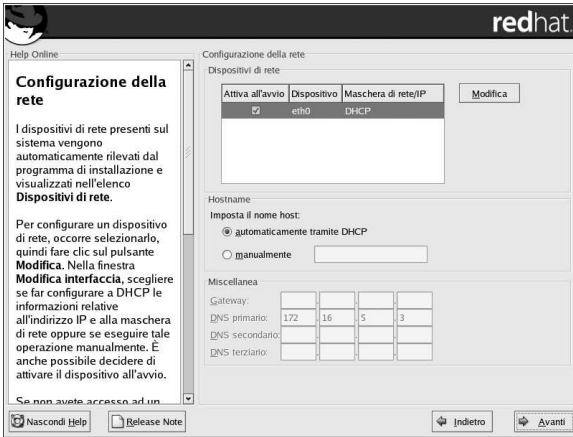 redhat.
Help Online
Configurazione della
rete
I dispositivi di rete presenti sul
sistema vengono
automaticamente rilevati dal
programma di installazione e
visualizzati nell'elenco
Dispositivi di rete.
Per configurare un dispositivo
di rete, occorre selezionarlo,
quindi fare clic sul pulsante
Modifica. Nella finestra
Modifica interfaccia, scegliere
se far configurare a DHCP le
informazioni relative
all'indirizzo IP e alla maschera
di rete oppure se eseguire tale
operazione manualmente. È
anche possibile decidere di
attivare il dispositivo all'avvio.
Se non avete accesso ad un
Configurazione della rete
Dispositivi di rete
Attiva all'avvio Dispositivo Maschera di rete/IP
eth0 DHCP
Modifica
Hostname
Imposta il nome host:
automaticamente tramite DHCP
manualmente
Miscellanea
Gateway: . . .
DNS primario: 172 . 16 . 5 . 3
DNS secondario: . . .
DNS terziario: . . .
Nascondi Help
Release Note
Indietro
Avanti